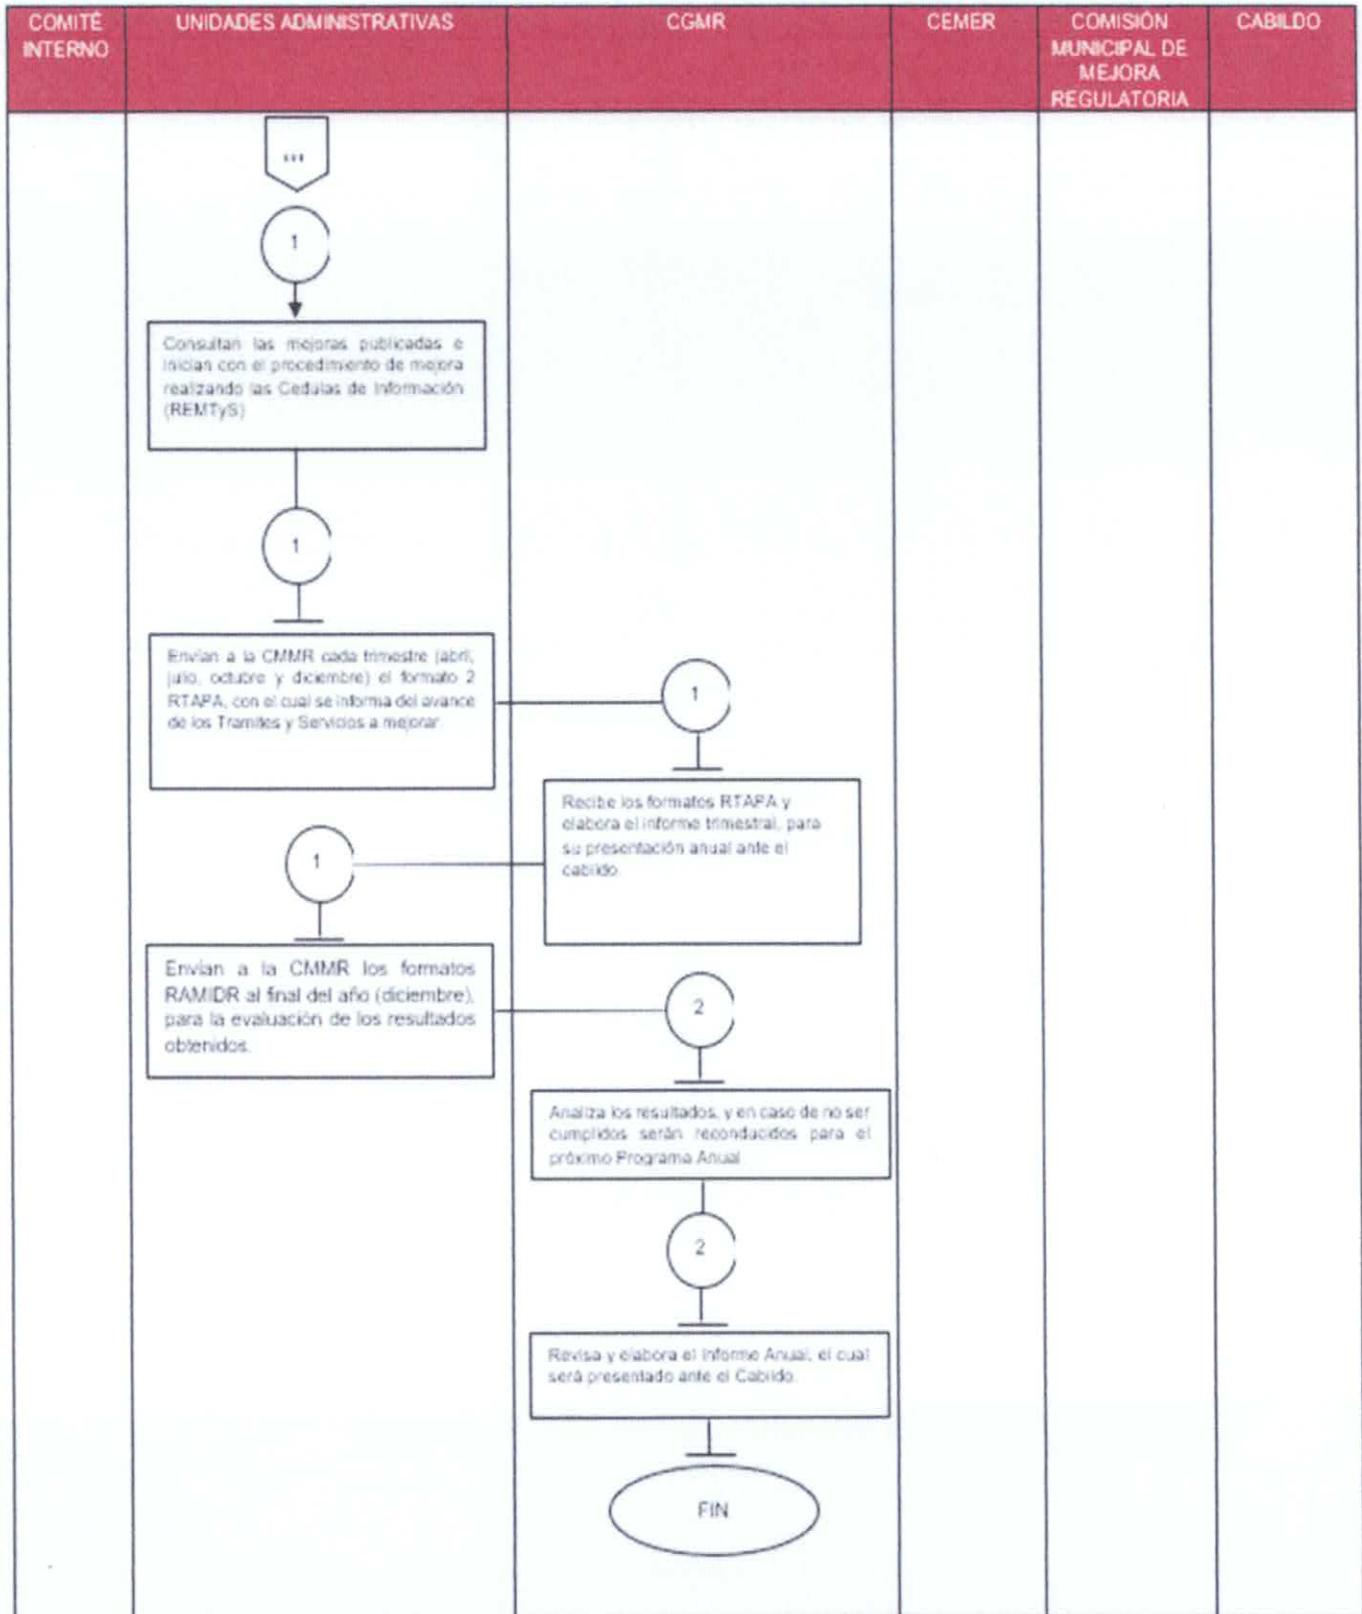 COMITÉ
INTERNO
UNIDADES ADMINISTRATIVAS
CGMR
CEMER
COMISIÓN
MUNICIPAL DE
MEJORA
REGULATORIA
CABILDO
...
1
Consultan las mejoras publicadas e
inician con el procedimiento de mejora
realizando las Cedulas de Información
(REMTyS)
1
Envían a la CMMR cada trimestre (abril,
julio, octubre y diciembre) el formato 2
RTAPA, con el cual se informa del avance
de los Tramites y Servicios a mejorar.
1
Recibe los formatos RTAPA y
elabora el informe trimestral, para
su presentación anual ante el
cabildo.
1
Envían a la CMMR los formatos
RAMIDR al final del año (diciembre),
para la evaluación de los resultados
obtenidos.
2
Analiza los resultados, y en caso de no ser
cumplidos serán reconducidos para el
próximo Programa Anual
2
Revisa y elabora el Informe Anual, el cual
será presentado ante el Cabildo.
FIN